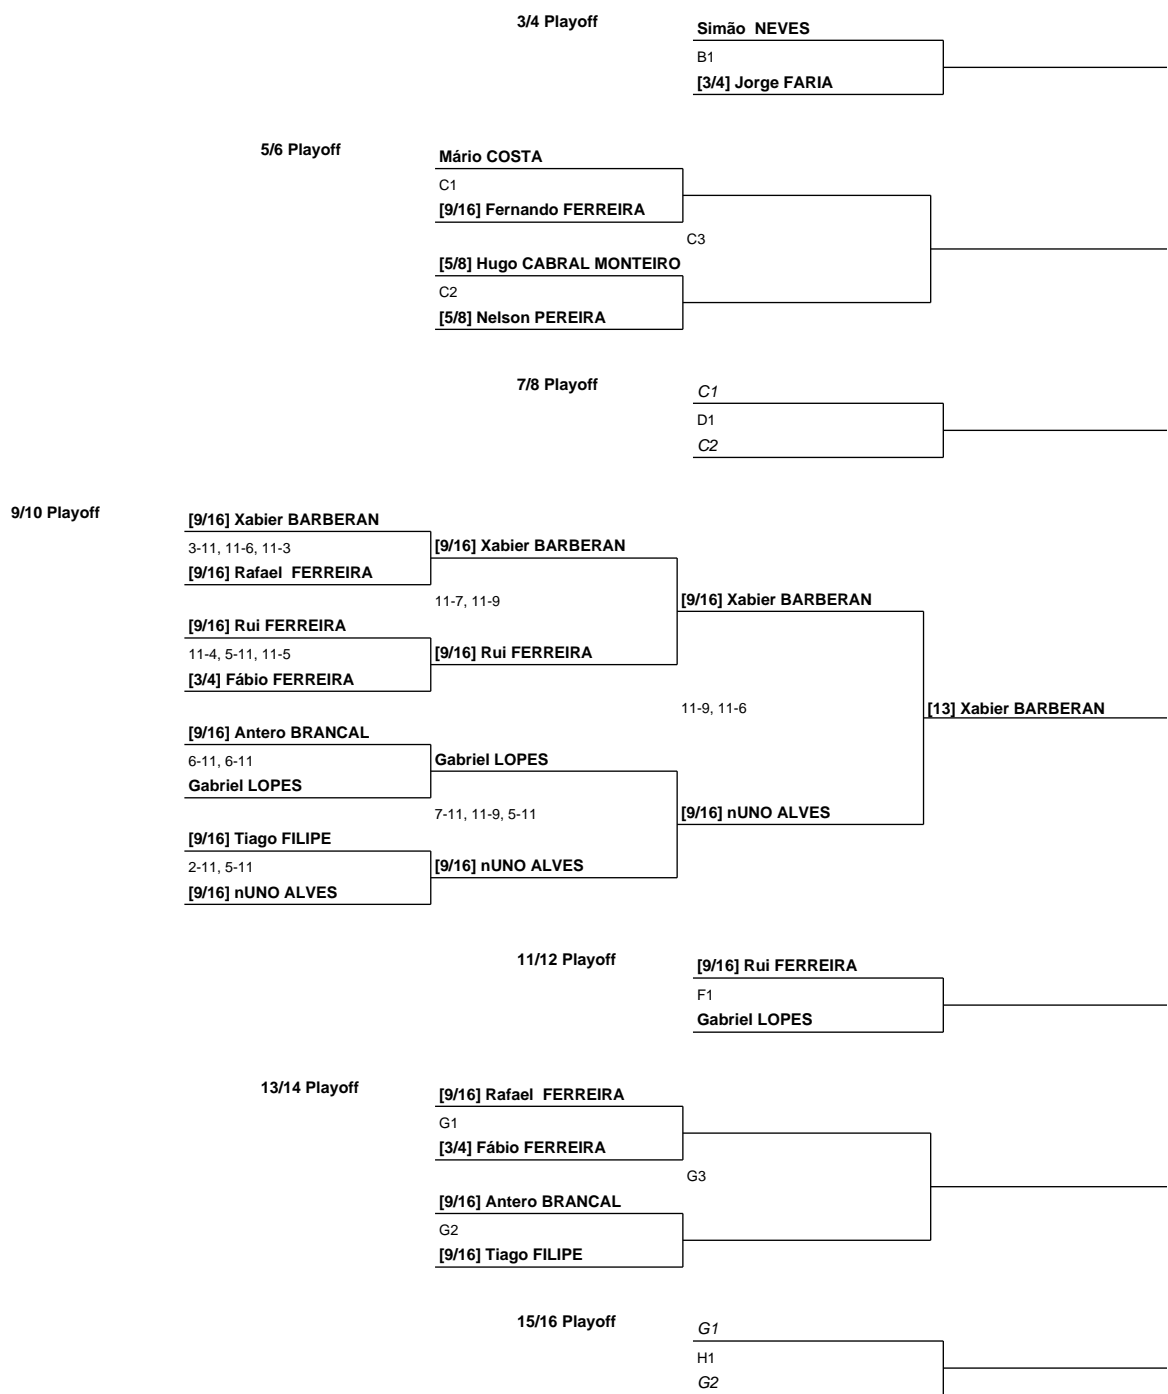 3/4 Playoff
Simão  NEVES
B1
[3/4] Jorge FARIA
5/6 Playoff
Mário COSTA
C1
[9/16] Fernando FERREIRA
C3
[5/8] Hugo CABRAL MONTEIRO
C2
[5/8] Nelson PEREIRA
7/8 Playoff
C1
D1
C2
9/10 Playoff
[9/16] Xabier BARBERAN
3-11, 11-6, 11-3
[9/16] Rafael  FERREIRA
[9/16] Xabier BARBERAN
11-7, 11-9
[9/16] Xabier BARBERAN
[9/16] Rui FERREIRA
11-4, 5-11, 11-5
[3/4] Fábio FERREIRA
[9/16] Rui FERREIRA
11-9, 11-6
[13] Xabier BARBERAN
[9/16] Antero BRANCAL
6-11, 6-11
Gabriel LOPES
Gabriel LOPES
7-11, 11-9, 5-11
[9/16] nUNO ALVES
[9/16] Tiago FILIPE
2-11, 5-11
[9/16] nUNO ALVES
[9/16] nUNO ALVES
11/12 Playoff
[9/16] Rui FERREIRA
F1
Gabriel LOPES
13/14 Playoff
[9/16] Rafael  FERREIRA
G1
[3/4] Fábio FERREIRA
G3
[9/16] Antero BRANCAL
G2
[9/16] Tiago FILIPE
15/16 Playoff
G1
H1
G2